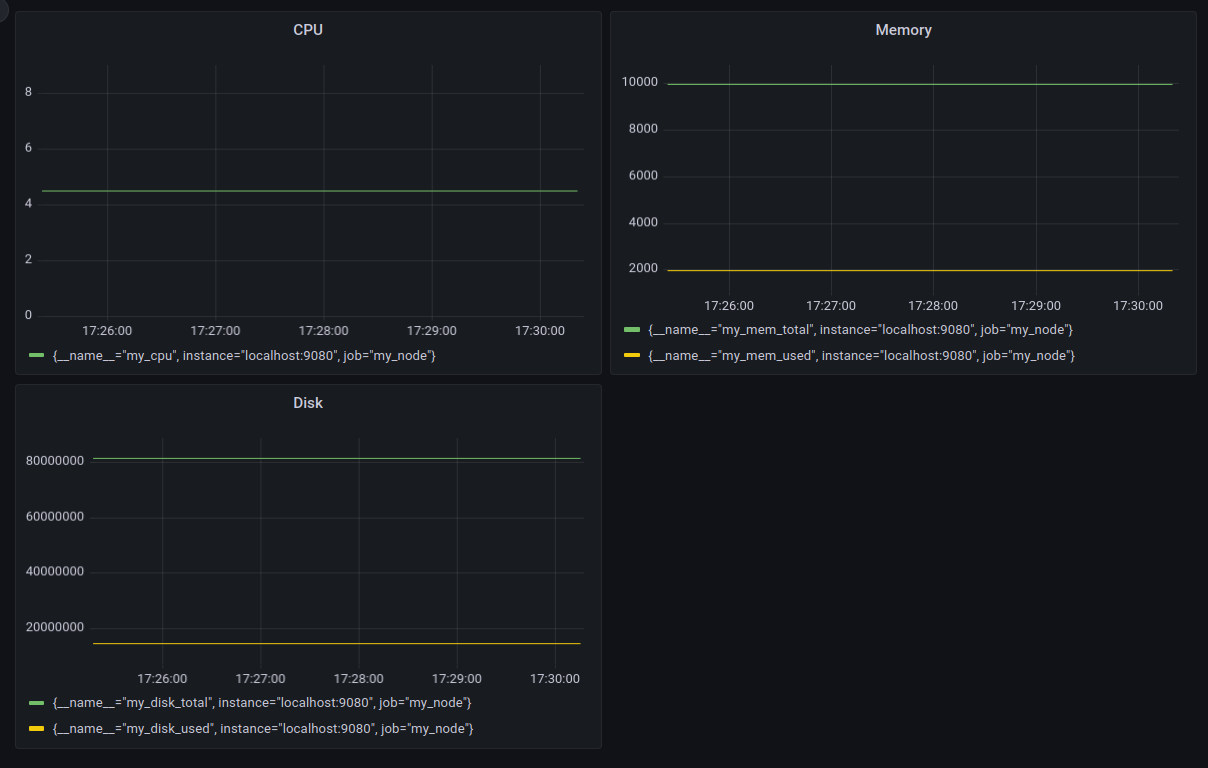 CPU
8
6
4
2
0
17:26:00 17:27:00 17:28:00 17:29:00 17:30:00
{__name__="my_cpu", instance="localhost:9080", job="my_node"}
Memory
10000
8000
6000
4000
2000
17:26:00 17:27:00 17:28:00 17:29:00 17:30:00
{__name__="my_mem_total", instance="localhost:9080", job="my_node"}
{__name__="my_mem_used", instance="localhost:9080", job="my_node"}
Disk
80000000
60000000
40000000
20000000
17:26:00 17:27:00 17:28:00 17:29:00 17:30:00
{__name__="my_disk_total", instance="localhost:9080", job="my_node"}
{__name__="my_disk_used", instance="localhost:9080", job="my_node"}